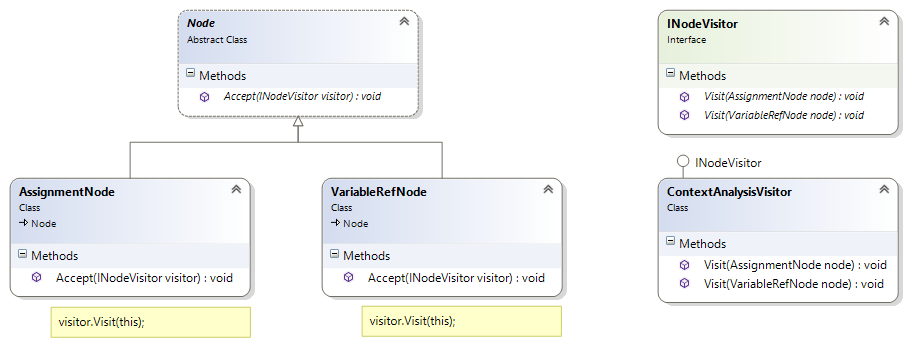 Node
Abstract Class
Methods
Accept(INodeVisitor visitor) : void
INodeVisitor
Interface
Methods
Visit(AssignmentNode node) : void
Visit(VariableRefNode node) : void
AssignmentNode
Class
Node
Methods
Accept(INodeVisitor visitor) : void
visitor.Visit(this);
VariableRefNode
Class
Node
Methods
Accept(INodeVisitor visitor) : void
visitor.Visit(this);
INodeVisitor
ContextAnalysisVisitor
Class
Methods
Visit(AssignmentNode node) : void
Visit(VariableRefNode node) : void